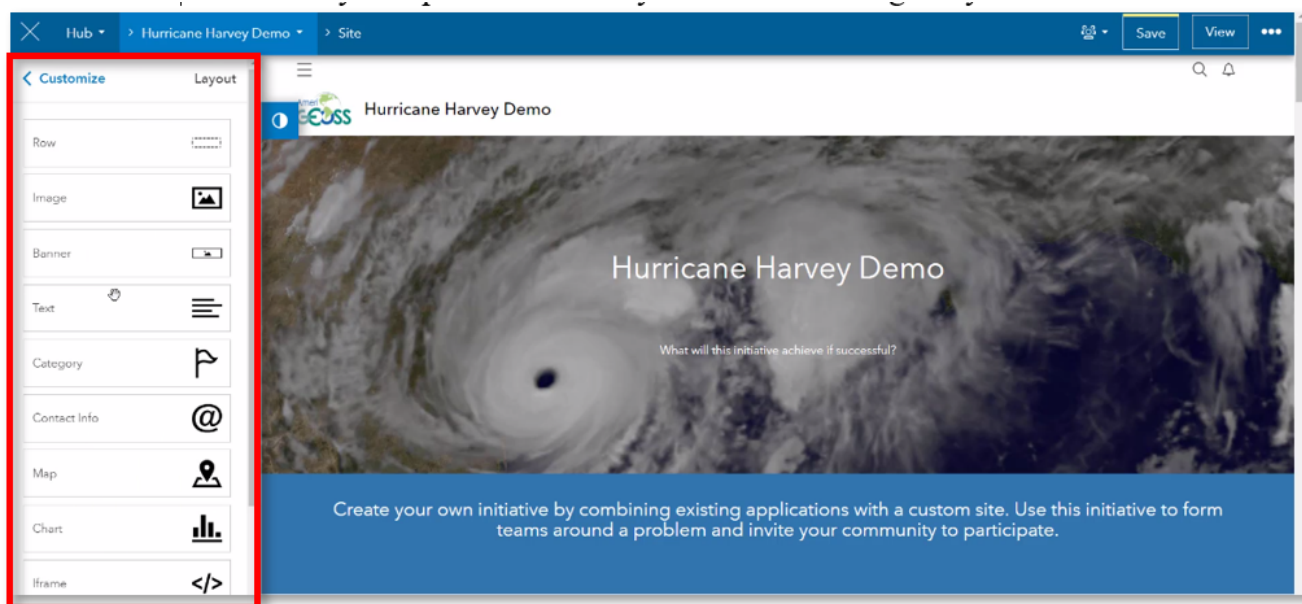 Hub > Hurricane Harvey Demo > Site Save View
Customize Layout
Row
Image
Banner
Text
Category
Contact Info
@
Map
Chart
Iframe
</>
Ameri
GEOSS Hurricane Harvey Demo
Hurricane Harvey Demo
What will this initiative achieve if successful?
Create your own initiative by combining existing applications with a custom site. Use this initiative to form
teams around a problem and invite your community to participate.